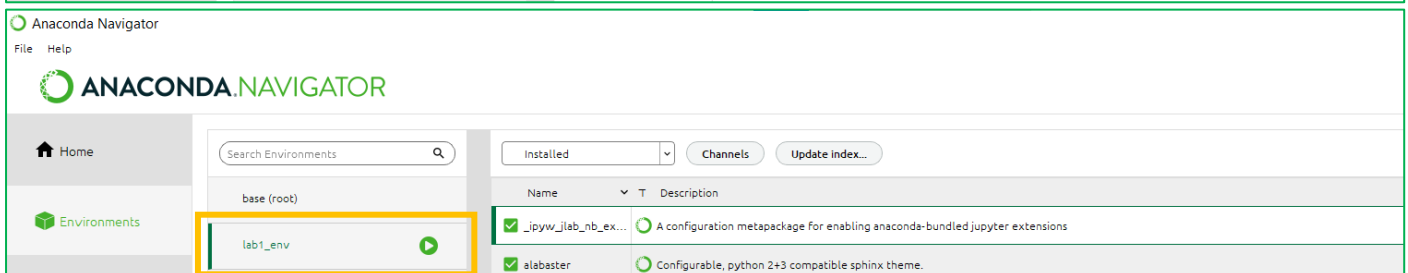 Anaconda Navigator
File Help
ANACONDA.NAVIGATOR
Home
Search Environments
Installed
Channels
Update index...
base (root)
Name T Description
Environments
_ipyw_jlab_nb_ex... A configuration metapackage for enabling anaconda-bundled jupyter extensions
lab1_env
alabaster Configurable, python 2+3 compatible sphinx theme.